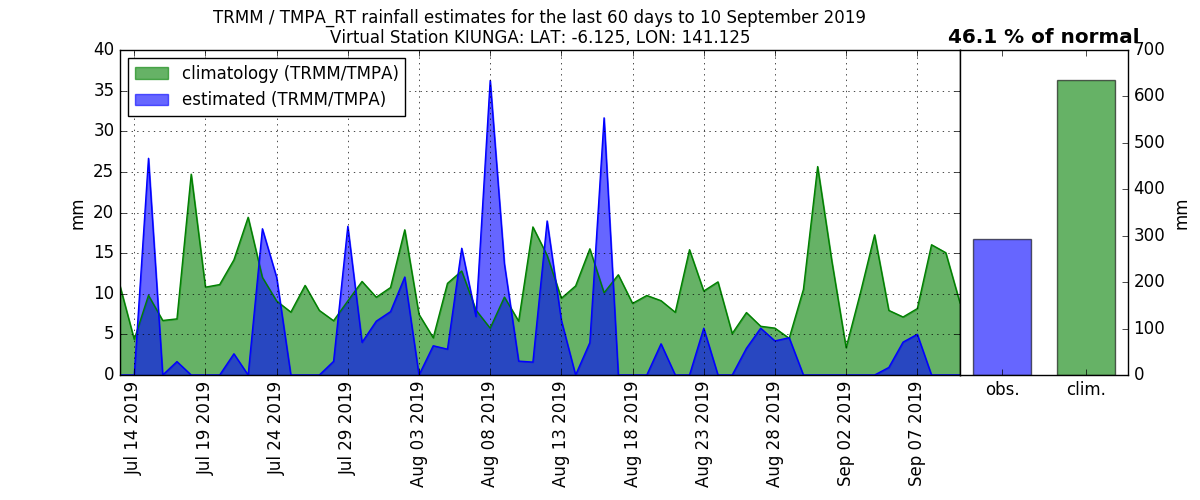 TRMM / TMPA_RT rainfall estimates for the last 60 days to 10 September 2019
Virtual Station KIUNGA: LAT: -6.125, LON: 141.125
46.1 % of normal
climatology (TRMM/TMPA)
estimated (TRMM/TMPA)
40
35
30
25
20
15
10
5
0
mm
Jul 14 2019
Jul 19 2019
Jul 24 2019
Jul 29 2019
Aug 03 2019
Aug 08 2019
Aug 13 2019
Aug 18 2019
Aug 23 2019
Aug 28 2019
Sep 02 2019
Sep 07 2019
obs.
clim.
700
600
500
400
300
200
100
0
mm